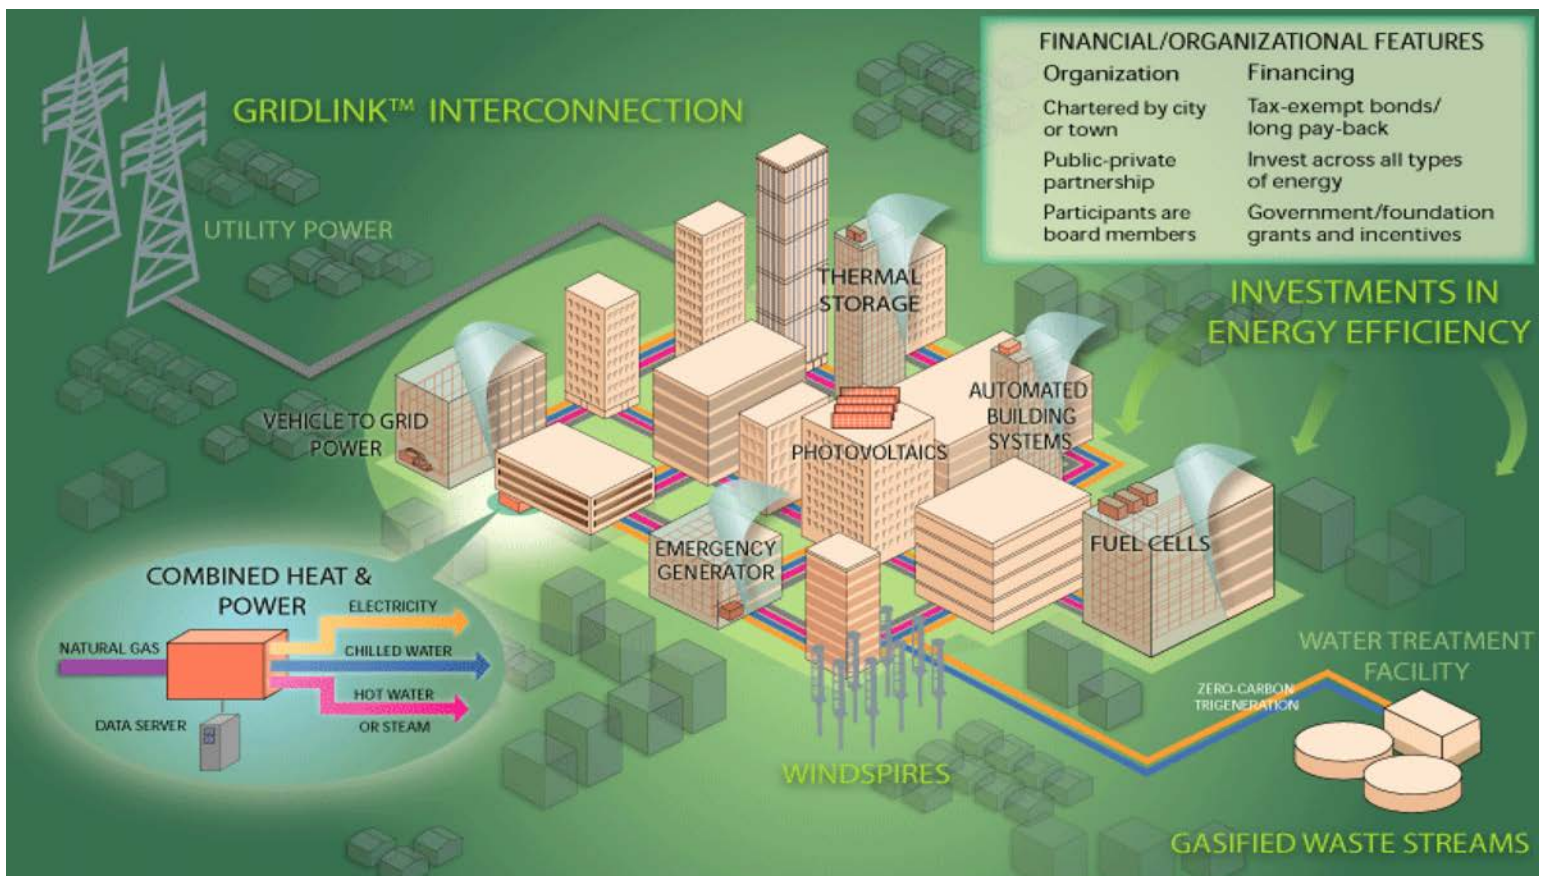 GRIDLINK™ INTERCONNECTION
UTILITY POWER
FINANCIAL/ORGANIZATIONAL FEATURES
Organization
Chartered by city
or town
Public-private
partnership
Participants are
board members
Financing
Tax-exempt bonds/
long pay-back
Invest across all types
of energy
Government/foundation
grants and incentives
INVESTMENTS IN
ENERGY EFFICIENCY
THERMAL
STORAGE
VEHICLE TO GRID
POWER
AUTOMATED
BUILDING
SYSTEMS
PHOTOVOLTAICS
EMERGENCY
GENERATOR
FUEL CELLS
COMBINED HEAT &
POWER
ELECTRICITY
NATURAL GAS
CHILLED WATER
HOT WATER
OR STEAM
DATA SERVER
WINDSPIRES
WATER TREATMENT
FACILITY
ZERO-CARBON
TRIGENERATION
GASIFIED WASTE STREAMS